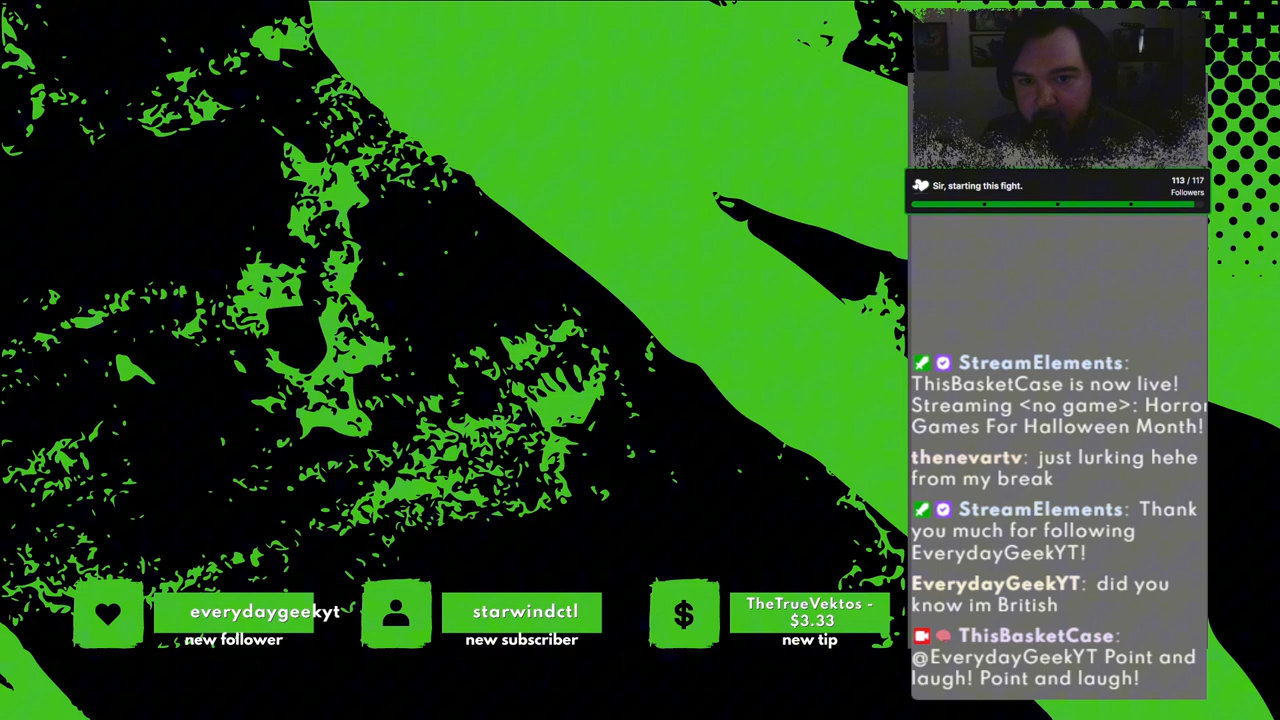 Sir, starting this fight.
113 / 117
Followers
StreamElements:
ThisBasketCase is now live!
Streaming <no game>: Horror
Games For Halloween Month!
thenevartv: just lurking hehe
from my break
StreamElements: Thank
you much for following
EverydayGeekYT!
EverydayGeekYT: did you
know im British
ThisBasketCase:
@EverydayGeekYT Point and
laugh! Point and laugh!
everydaygeekyt
new follower
starwindctl
new subscriber
TheTrueVektos -
$3.33
new tip